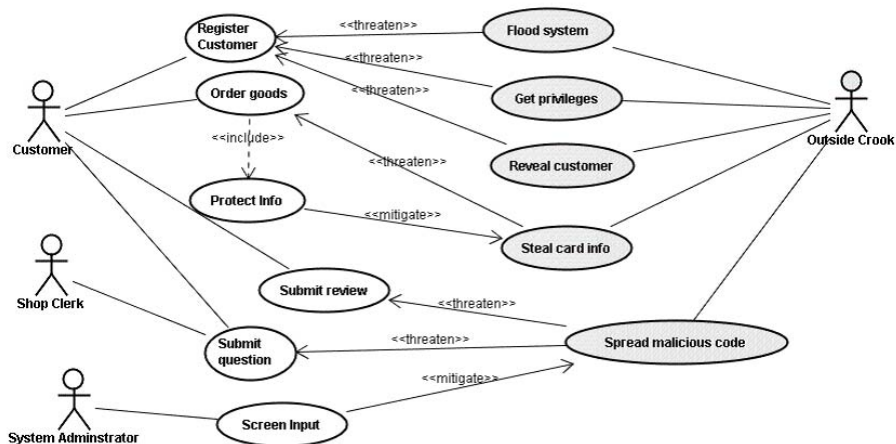 Register
Customer
<<threaten>>
Flood system
<<threaten>>
Order goods
<<threaten>>
Get privileges
Customer
<<include>>
Outside Crook
<<threaten>>
Reveal customer
Protect Info
<<mitigate>>
Steal card info
Shop Clerk
Submit review
<<threaten>>
Submit
question
<<threaten>>
Spread malicious code
<<mitigate>>
Screen Input
System Adminstrator